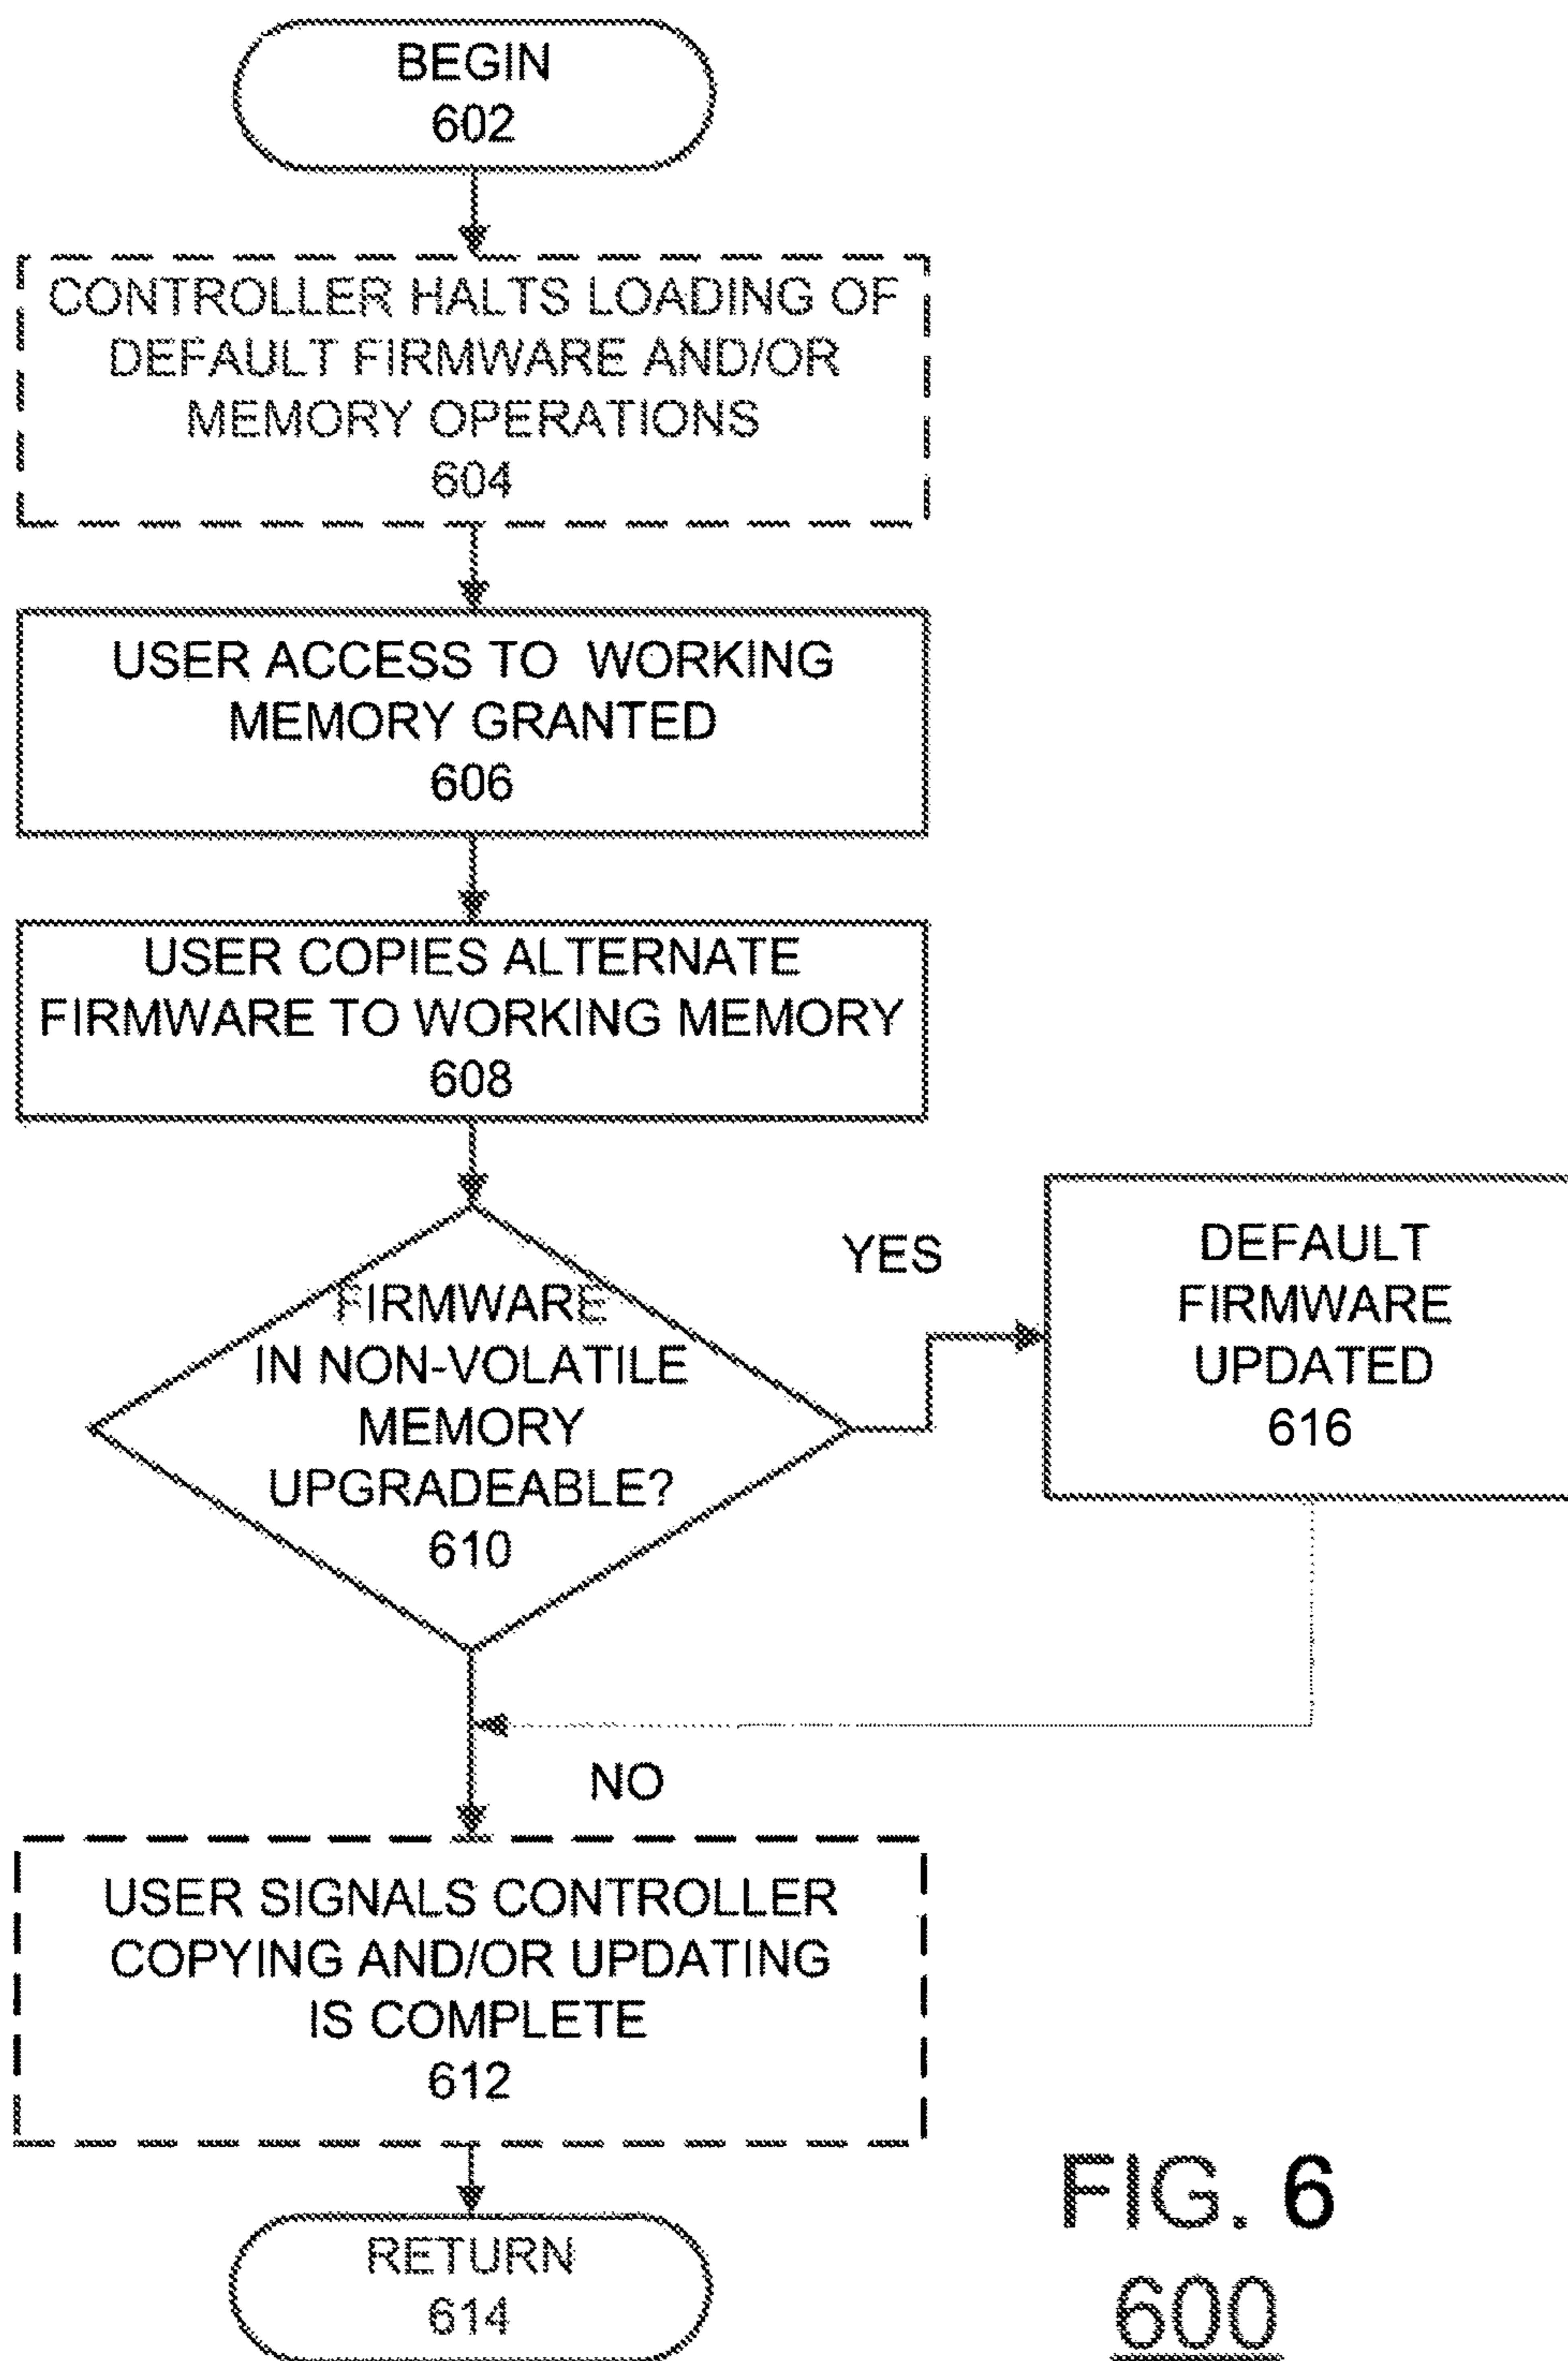 BEGIN
602
CONTROLLER HALTS LOADING OF
DEFAULT FIRMWARE AND/OR
MEMORY OPERATIONS
604
USER ACCESS TO WORKING
MEMORY GRANTED
606
USER COPIES ALTERNATE
FIRMWARE TO WORKING MEMORY
608
FIRMWARE
IN NON-VOLATILE
MEMORY
UPGRADEABLE?
610
YES
DEFAULT
FIRMWARE
UPDATED
616
NO
USER SIGNALS CONTROLLER
COPYING AND/OR UPDATING
IS COMPLETE
612
RETURN
614
FIG. 6
600